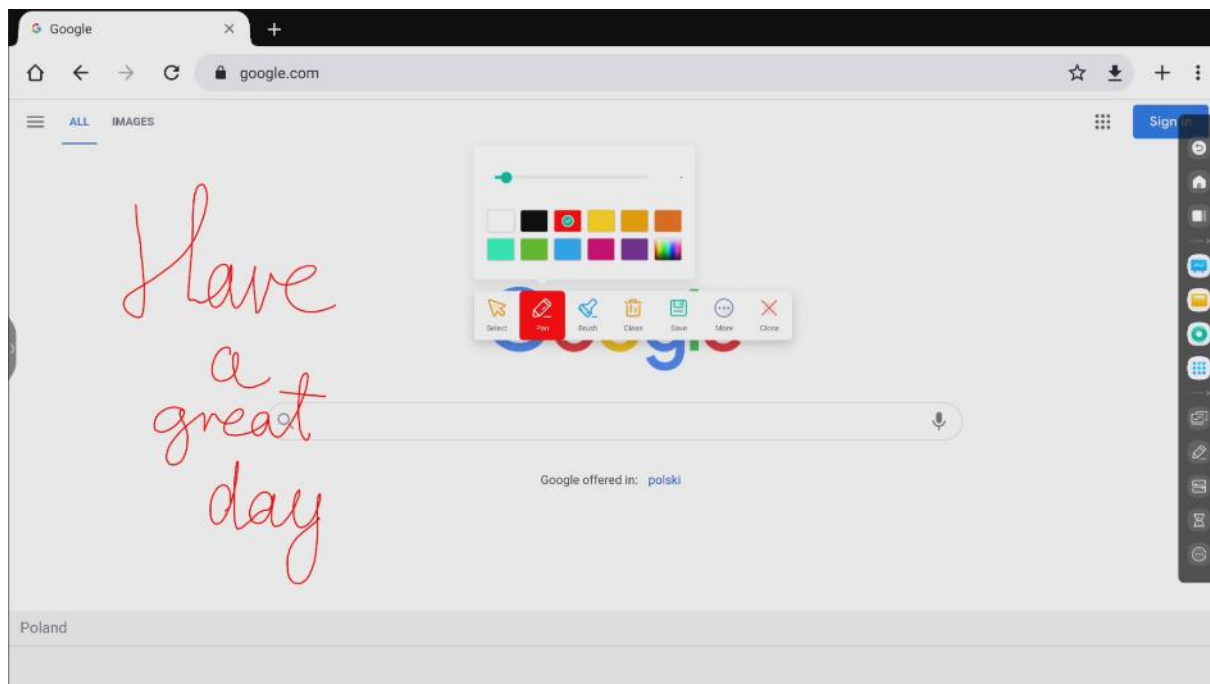 Google
google.com
ALL IMAGES
Sign in
Have
a
great
day
Select Pen Brush Clean Save More Close
Google
Google offered in: polski
Poland